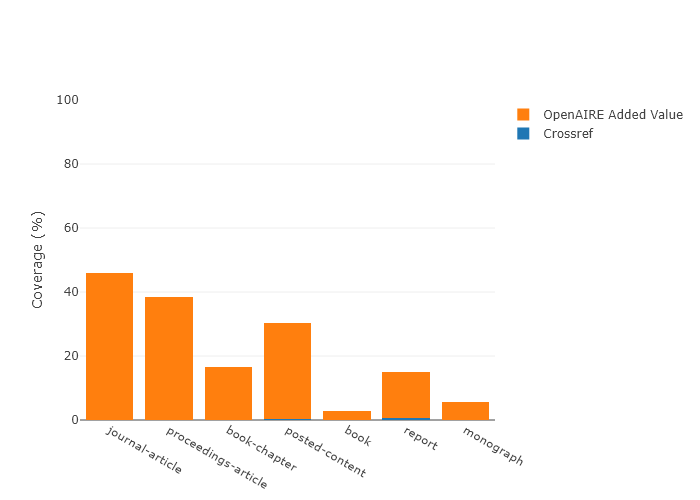 100
80
60
40
20
0
Coverage (%)
journal-article
proceedings-article
book-chapter
posted-content
book
report
monograph
OpenAIRE Added Value
Crossref